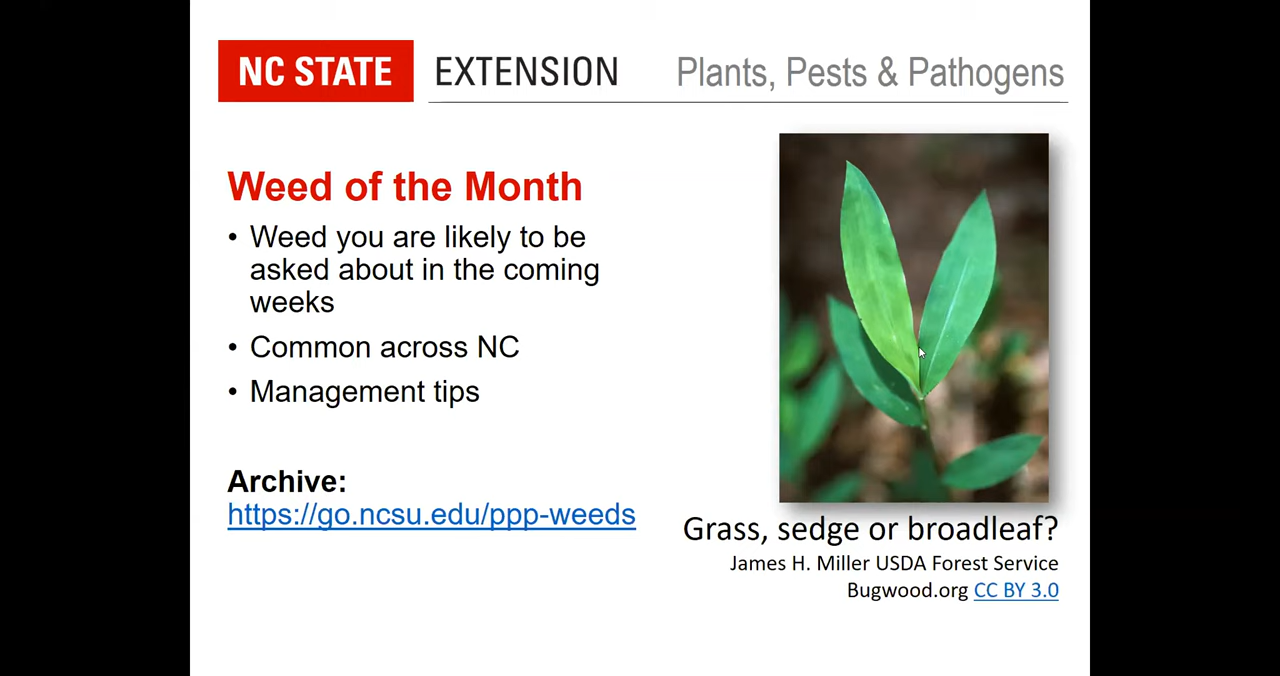 NC STATE EXTENSION Plants, Pests & Pathogens
Weed of the Month
• Weed you are likely to be
asked about in the coming
weeks
• Common across NC
• Management tips
Archive:
https://go.ncsu.edu/ppp-weeds
Grass, sedge or broadleaf?
James H. Miller USDA Forest Service
Bugwood.org CC BY 3.0